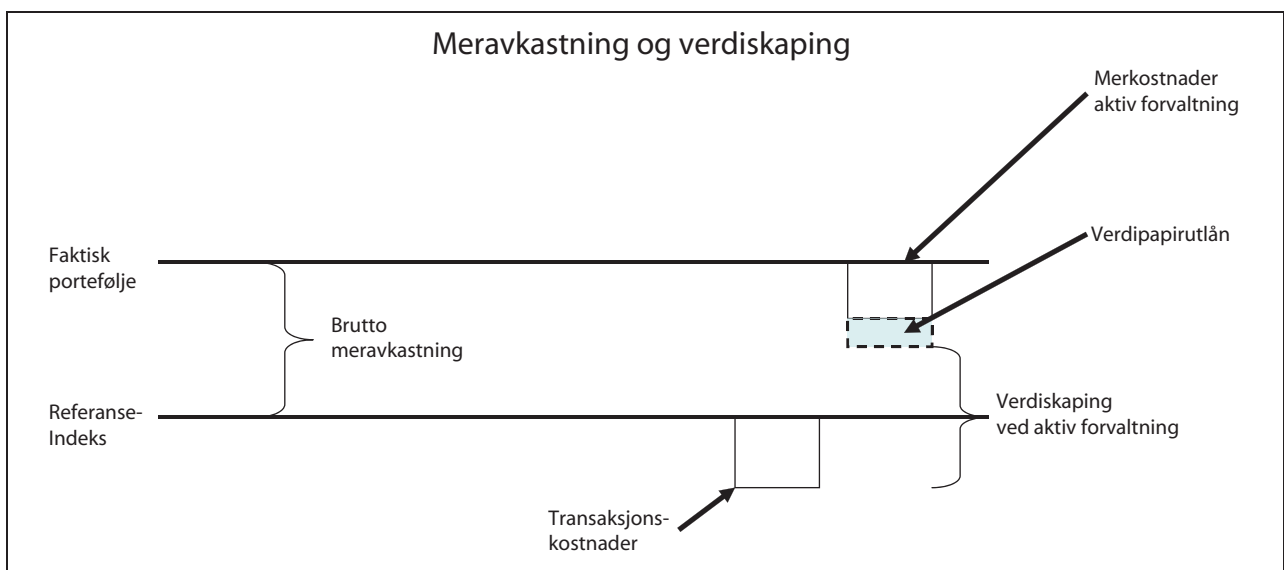 Meravkastning og verdiskaping
Merkostnader
aktiv forvaltning
Verdipapirutlån
Faktisk
portefølje
Brutto
meravkastning
Referanse-
Indeks
Verdiskaping
ved aktiv forvaltning
Transaksjons-
kostnader